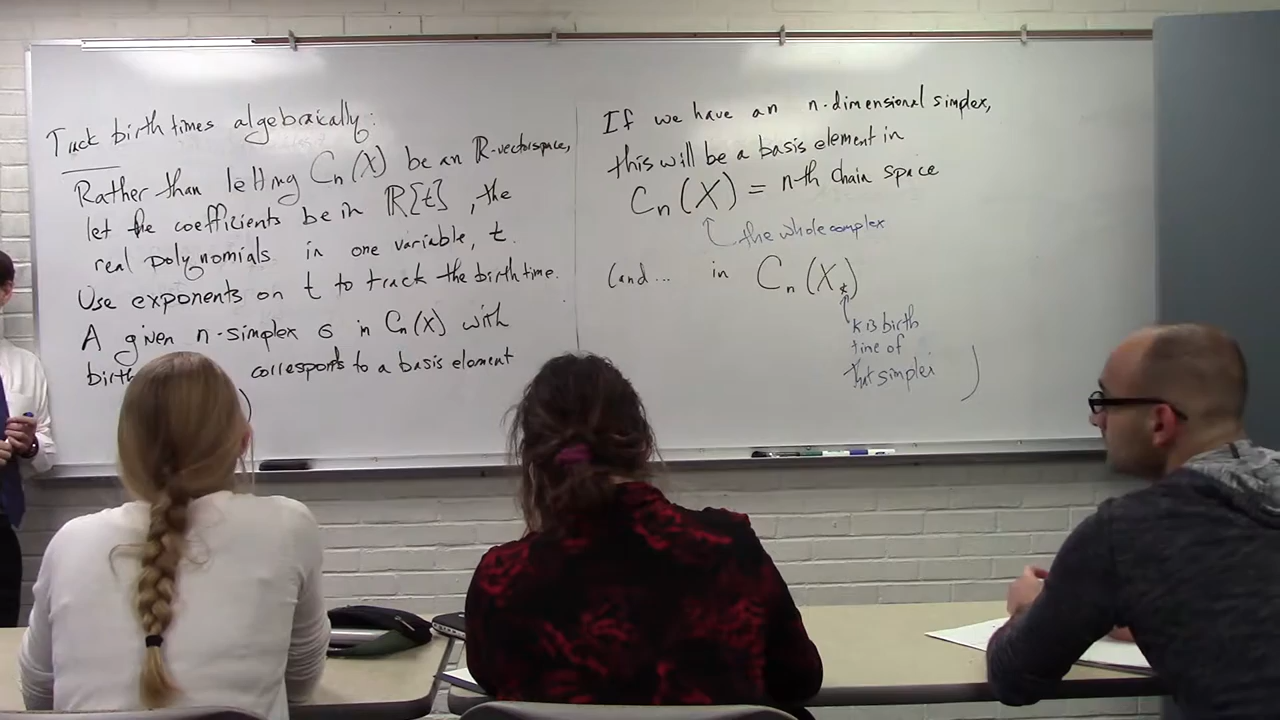 Track birth times algebraically:
Rather than letting Cn(X) be an ℝ-vectorspace,
let the coefficients be in ℝ[t], the
real polynomials in one variable, t.
Use exponents on t to track the birth time.
A given n-simplex σ in Cn(X) with
birth corresponds to a basis element
)
If we have an n-dimensional simplex,
this will be a basis element in
Cn(X) = n-th chain space
the whole complex
(and... in Cn(Xk)
k is birth
time of
that simplex )